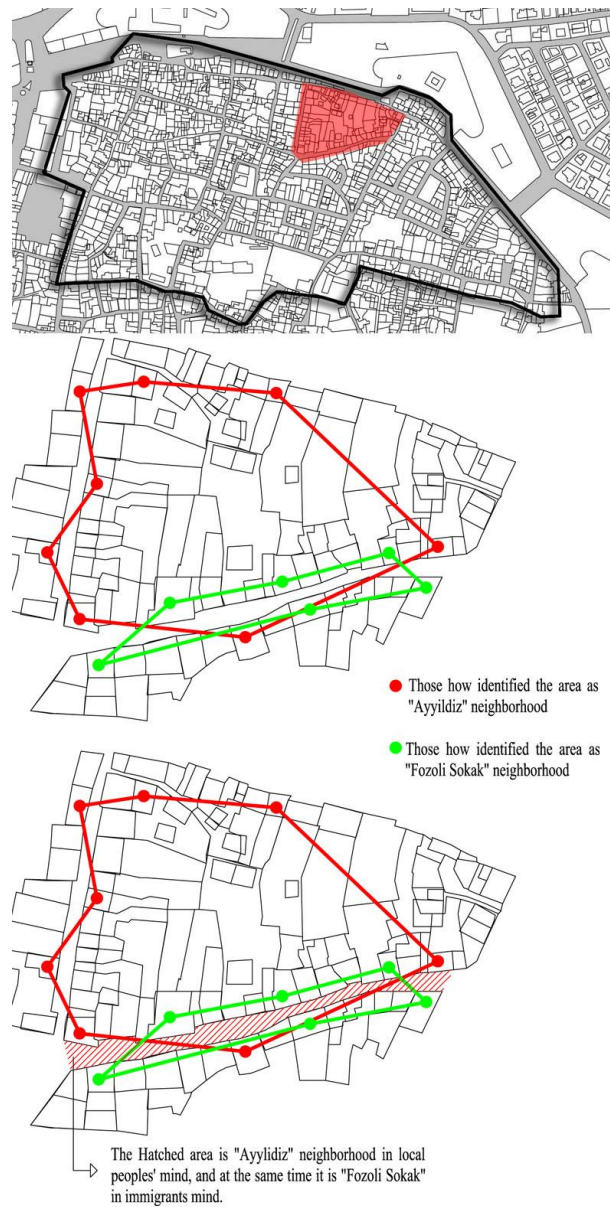 Those how identified the area as
"Ayyildiz" neighborhood
Those how identified the area as
"Fozoli Sokak" neighborhood
The Hatched area is "Ayylidiz" neighborhood in local
peoples' mind, and at the same time it is "Fozoli Sokak"
in immigrants mind.